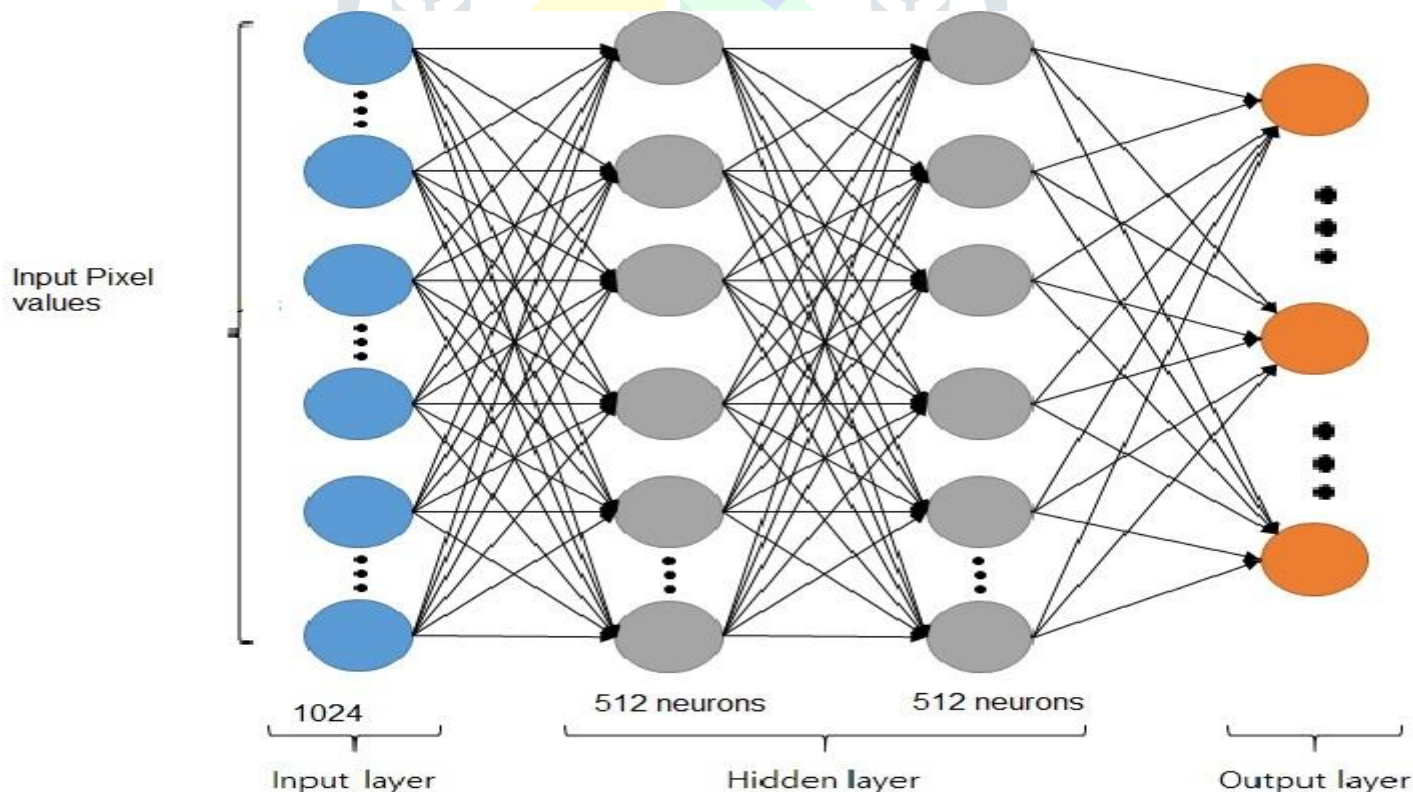 Input Pixel
values
1024
512 neurons
512 neurons
Input layer
Hidden layer
Output layer